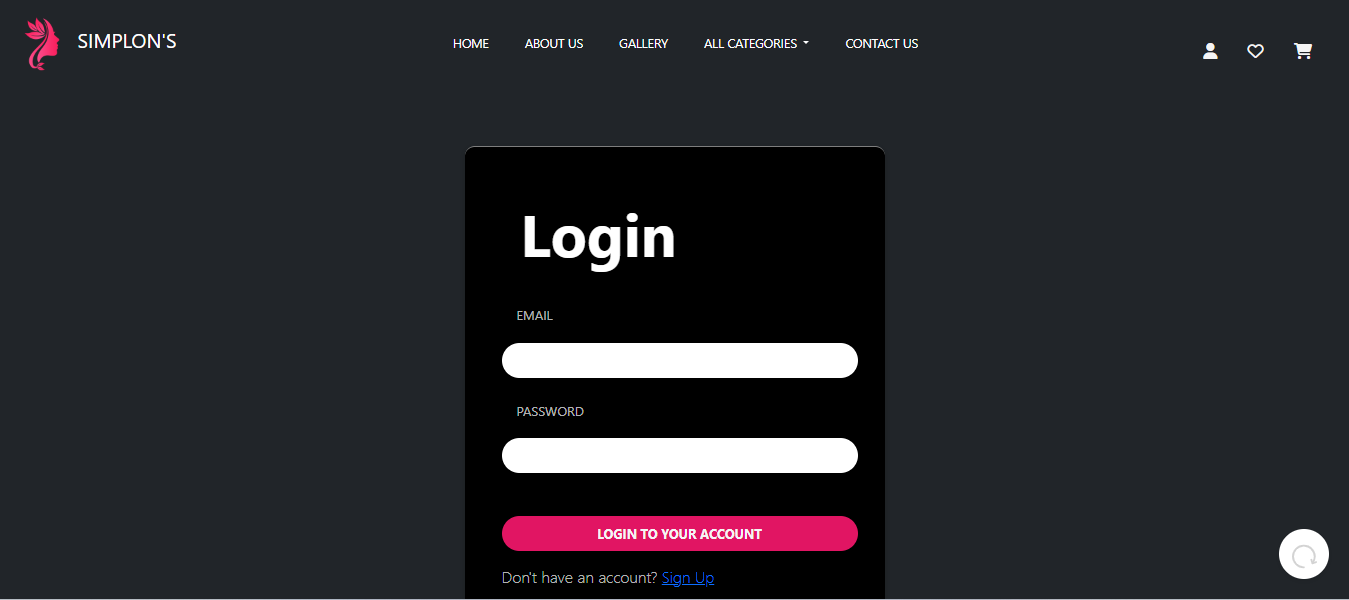 SIMPLON'S
HOME ABOUT US GALLERY ALL CATEGORIES CONTACT US
Login
EMAIL
PASSWORD
LOGIN TO YOUR ACCOUNT
Don't have an account? Sign Up